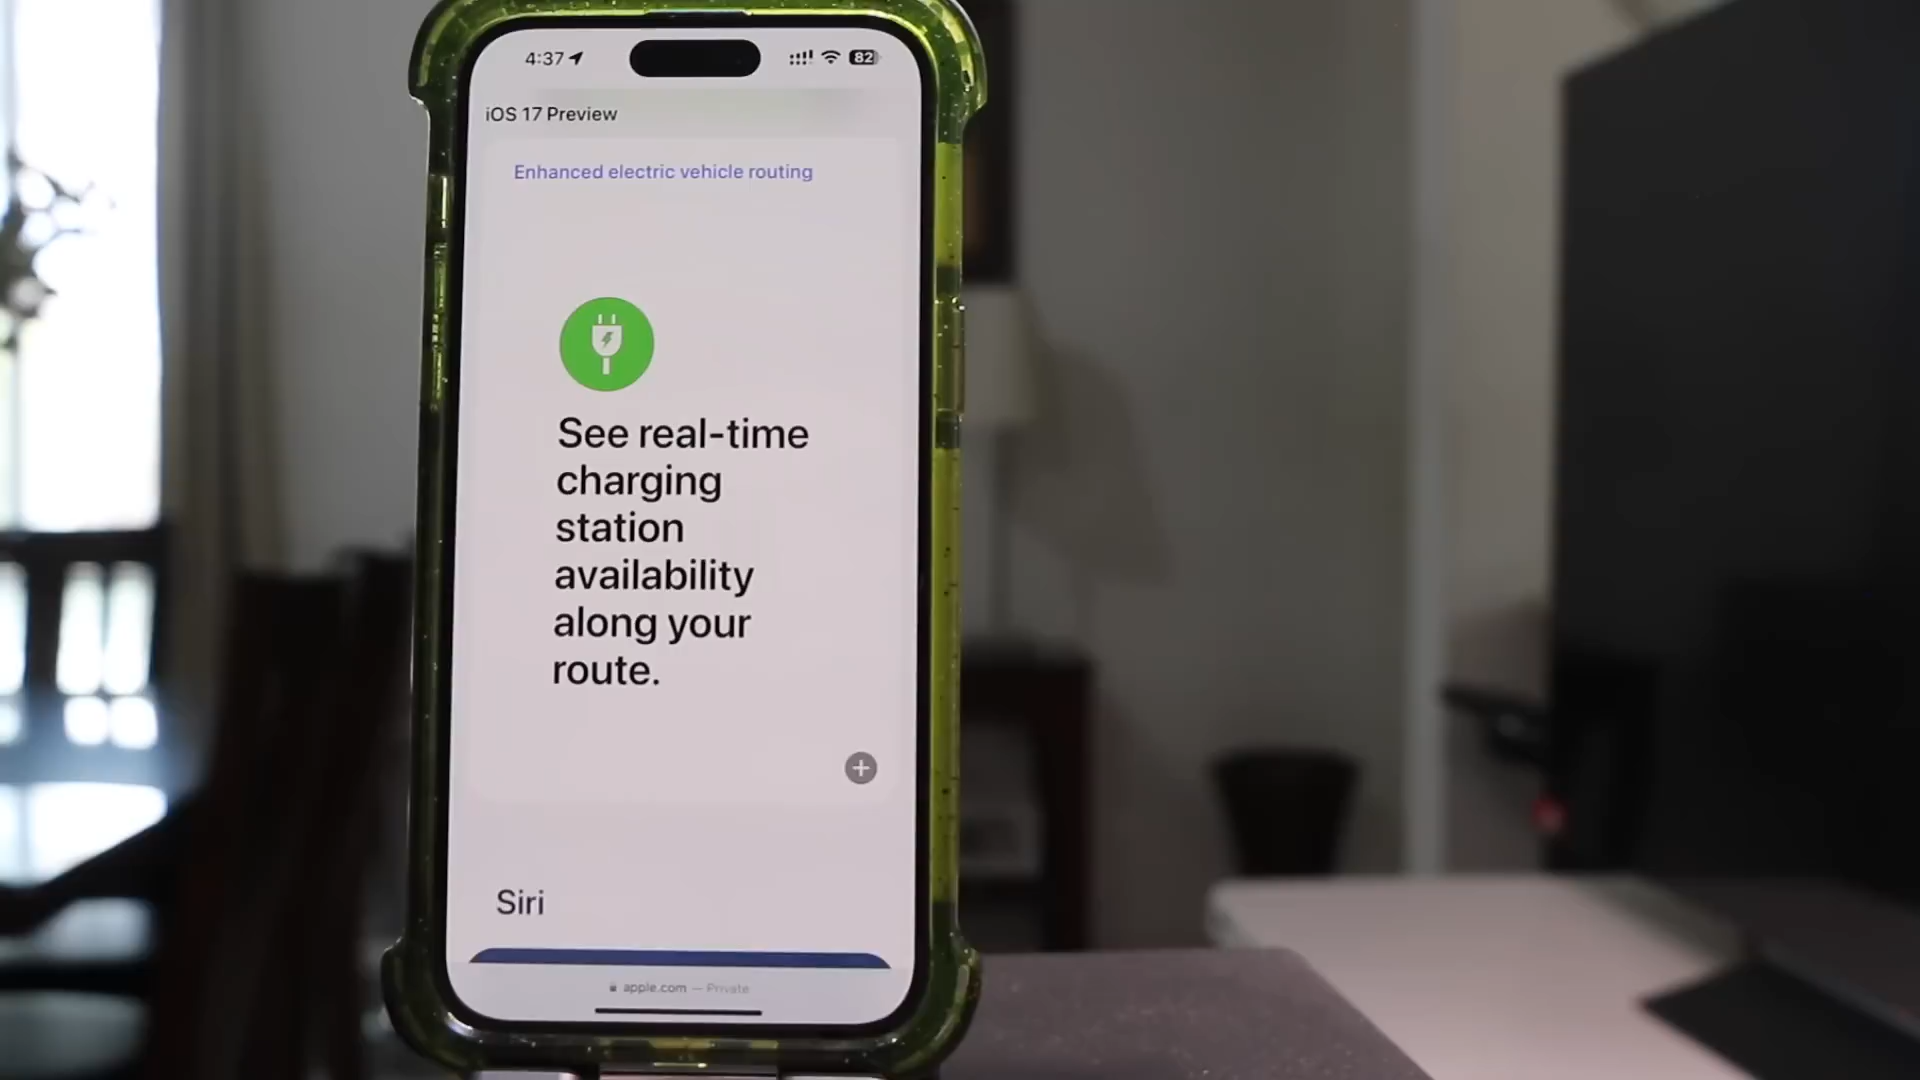 4:37
82
iOS 17 Preview
Enhanced electric vehicle routing
See real-time
charging
station
availability
along your
route.
Siri
apple.com — Private